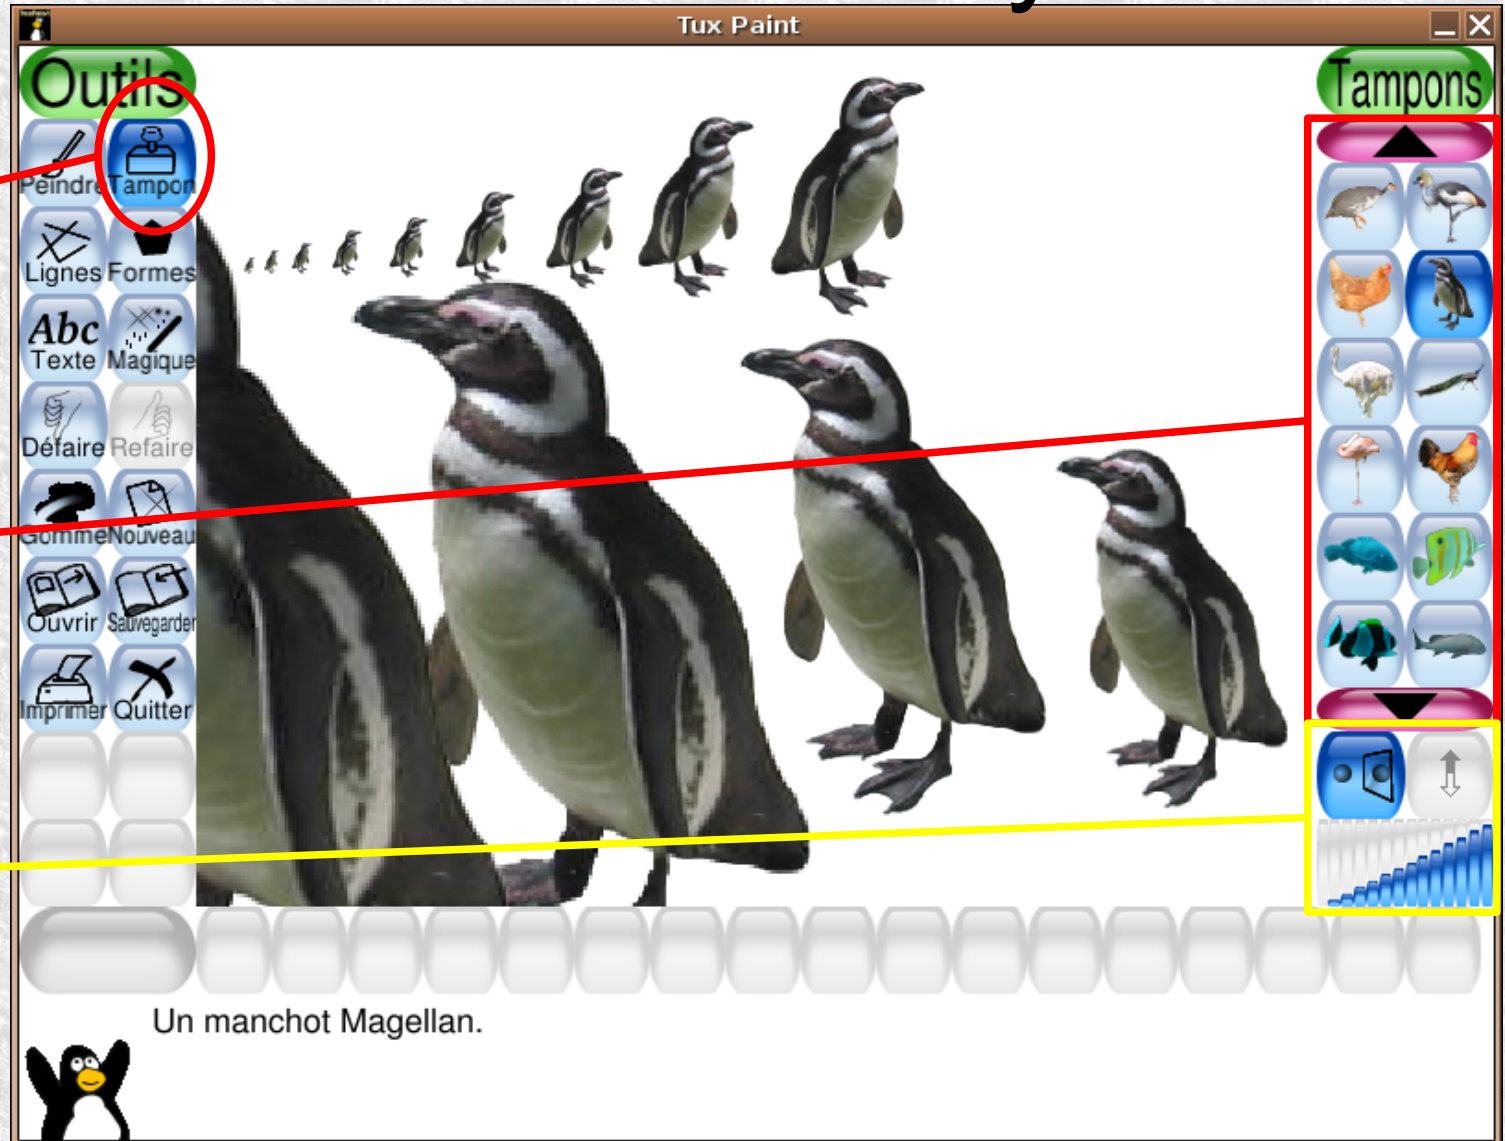 Tux Paint
Outils
Tampons
Peindre Tampon
Lignes Formes
Abc
Texte Magique
Défaire Refaire
Gomme Nouveau
Ouvrir Sauvegarder
Imprimer Quitter
Un manchot Magellan.